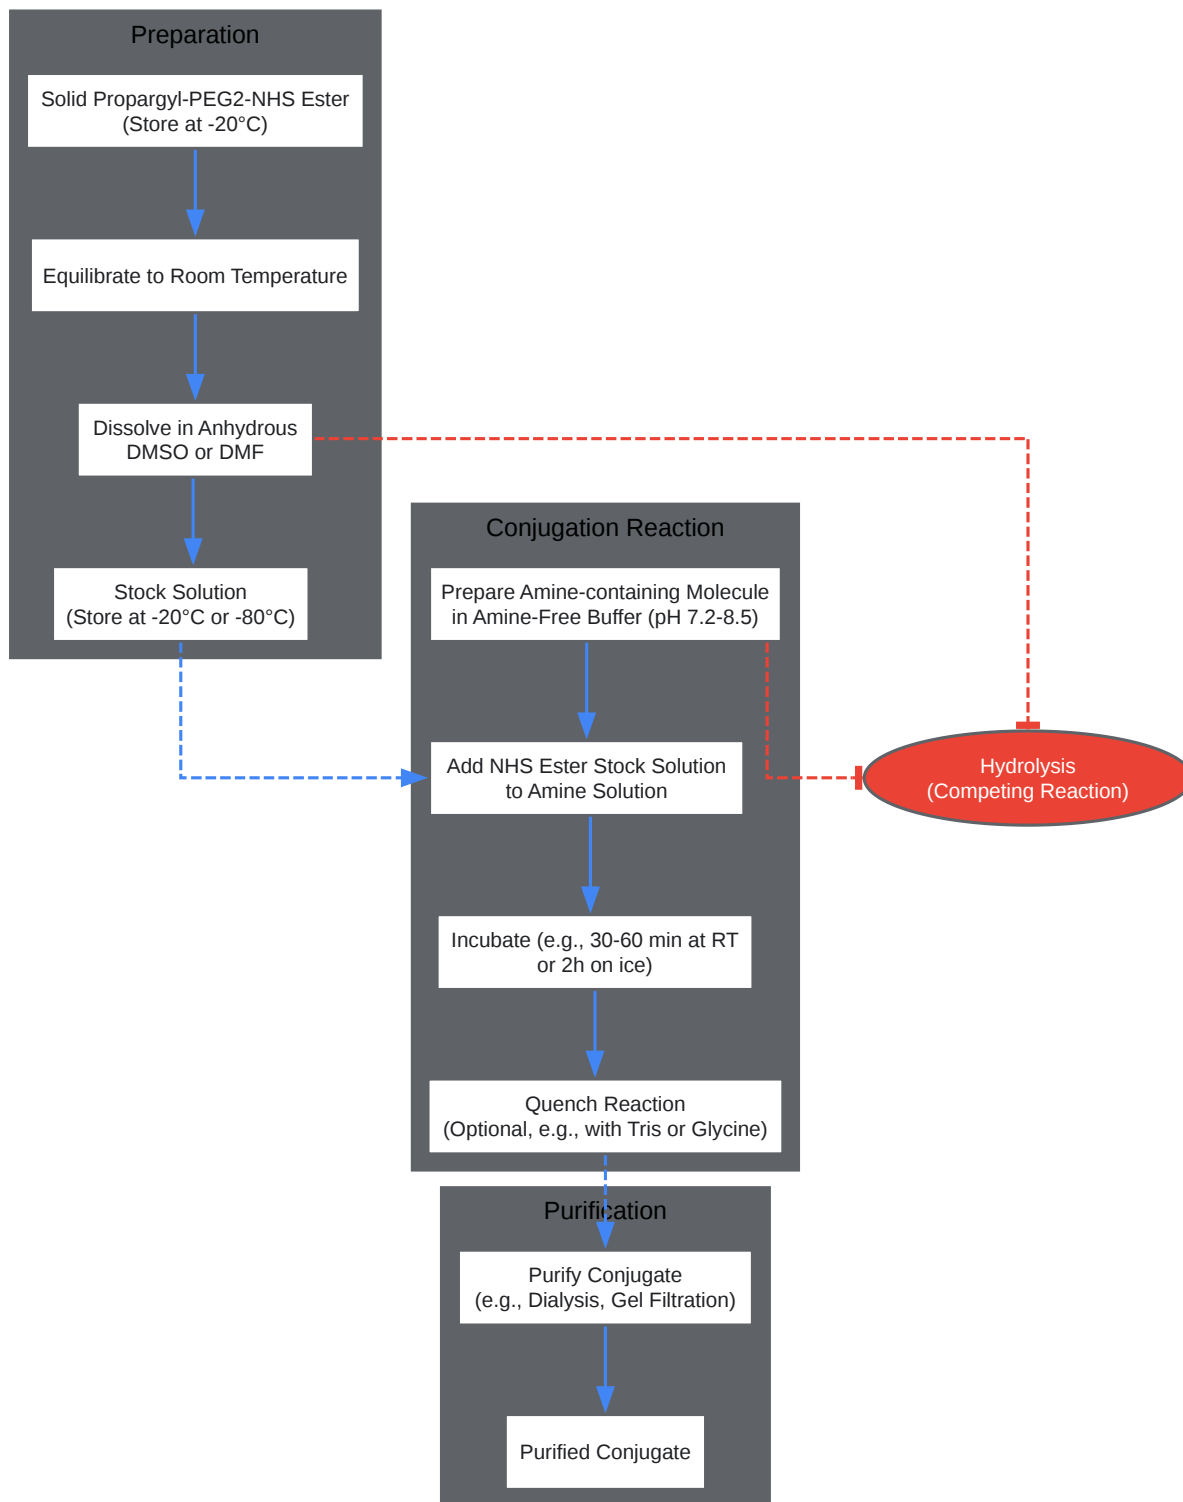 Preparation
Solid Propargyl-PEG2-NHS Ester
(Store at -20°C)
Equilibrate to Room Temperature
Dissolve in Anhydrous
DMSO or DMF
Stock Solution
(Store at -20°C or -80°C)
Conjugation Reaction
Prepare Amine-containing Molecule
in Amine-Free Buffer (pH 7.2-8.5)
Add NHS Ester Stock Solution
to Amine Solution
Hydrolysis
(Competing Reaction)
Incubate (e.g., 30-60 min at RT
or 2h on ice)
Quench Reaction
(Optional, e.g., with Tris or Glycine)
Purification
Purify Conjugate
(e.g., Dialysis, Gel Filtration)
Purified Conjugate